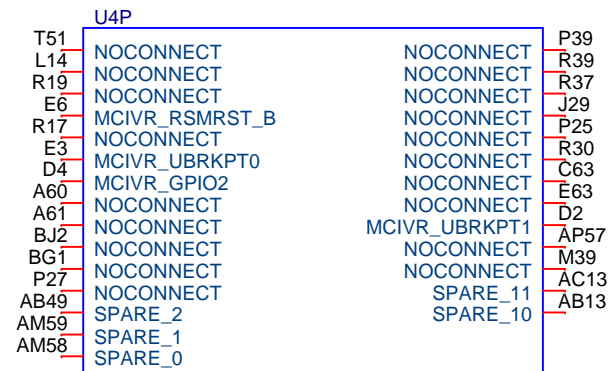 U4P
T51 NOCONNECT NOCONNECT P39
L14 NOCONNECT NOCONNECT R39
R19 NOCONNECT NOCONNECT R37
E6 MCIVR_RSMRST_B NOCONNECT J29
R17 NOCONNECT NOCONNECT P25
E3 MCIVR_UBRKPT0 NOCONNECT R30
D4 MCIVR_GPIO2 NOCONNECT C63
A60 NOCONNECT NOCONNECT E63
A61 NOCONNECT MCIVR_UBRKPT1 D2
BJ2 NOCONNECT NOCONNECT AP57
BG1 NOCONNECT NOCONNECT M39
P27 NOCONNECT SPARE_11 AC13
AB49 SPARE_2 SPARE_10 AB13
AM59 SPARE_1
AM58 SPARE_0